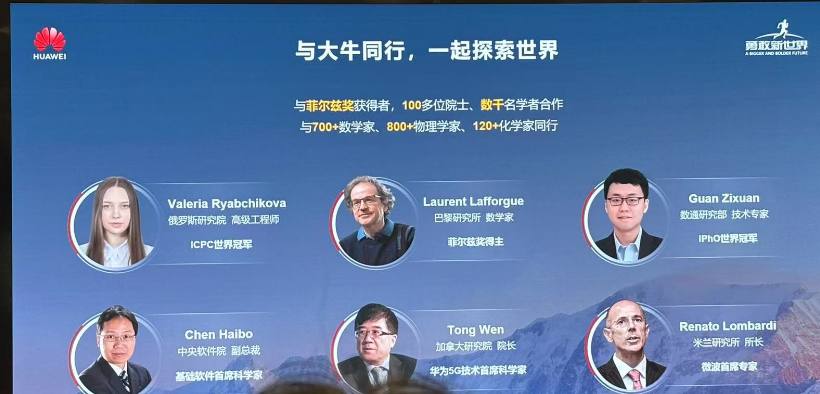 HUAWEI
与大牛同行，一起探索世界
勇敢新世界
A BIGGER AND BOLDER FUTURE
与菲尔兹奖获得者，100多位院士、数千名学者合作
与700+数学家、800+物理学家、120+化学家同行
Valeria Ryabchikova
俄罗斯研究院 高级工程师
ICPC世界冠军
Laurent Lafforgue
巴黎研究所 数学家
菲尔兹奖得主
Guan Zixuan
数通研究部 技术专家
IPhO世界冠军
Chen Haibo
中央软件院 副总裁
基础软件首席科学家
Tong Wen
加拿大研究院 院长
华为5G技术首席科学家
Renato Lombardi
米兰研究所 所长
微波首席专家